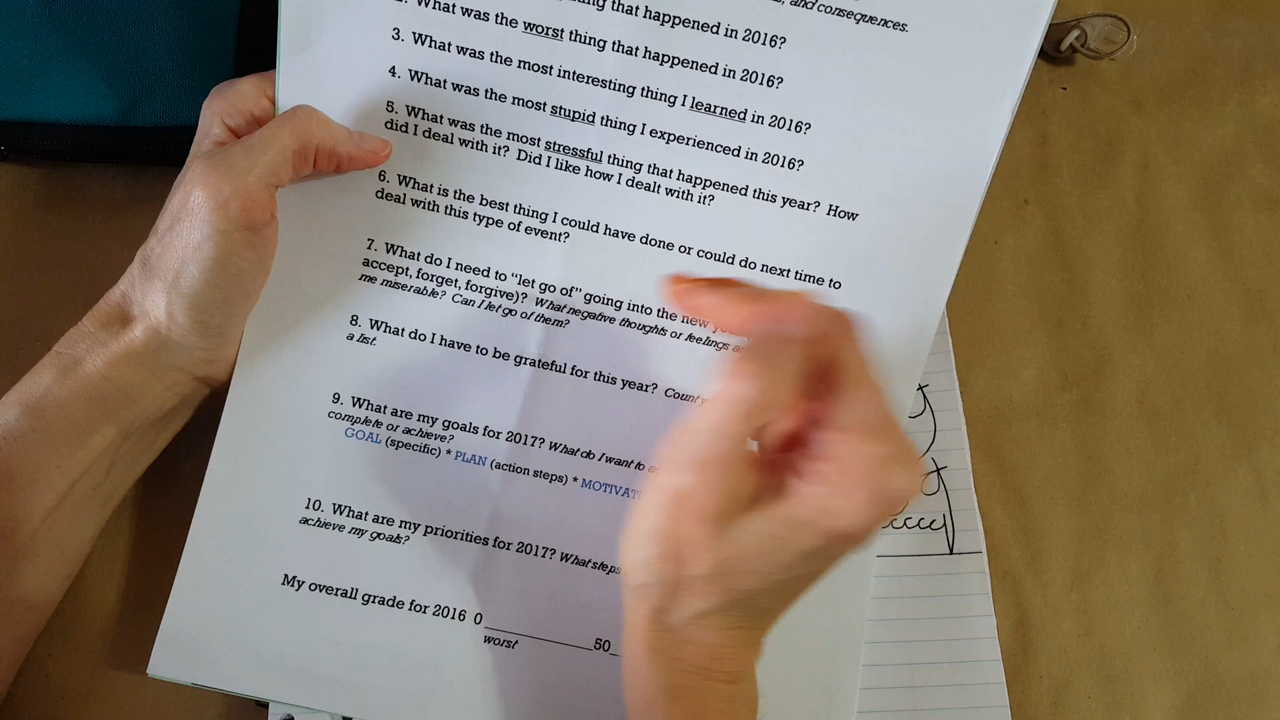 and consequences.
that happened in 2016?
What was the worst thing that happened in 2016?
3. What was the most interesting thing I learned in 2016?
4. What was the most stupid thing I experienced in 2016?
5. What was the most stressful thing that happened this year? How
did I deal with it? Did I like how I dealt with it?
6. What is the best thing I could have done or could do next time to
deal with this type of event?
7. What do I need to "let go of" going into the new
accept, forget, forgive)? What negative thoughts or feelings
me miserable? Can I let go of them?
8. What do I have to be grateful for this year?
a list.
9. What are my goals for 2017? What do I want to
complete or achieve?
GOAL (specific) * PLAN (action steps) *
10. What are my priorities for 2017? What steps
achieve my goals?
My overall grade for 2016 0____________50_
worst